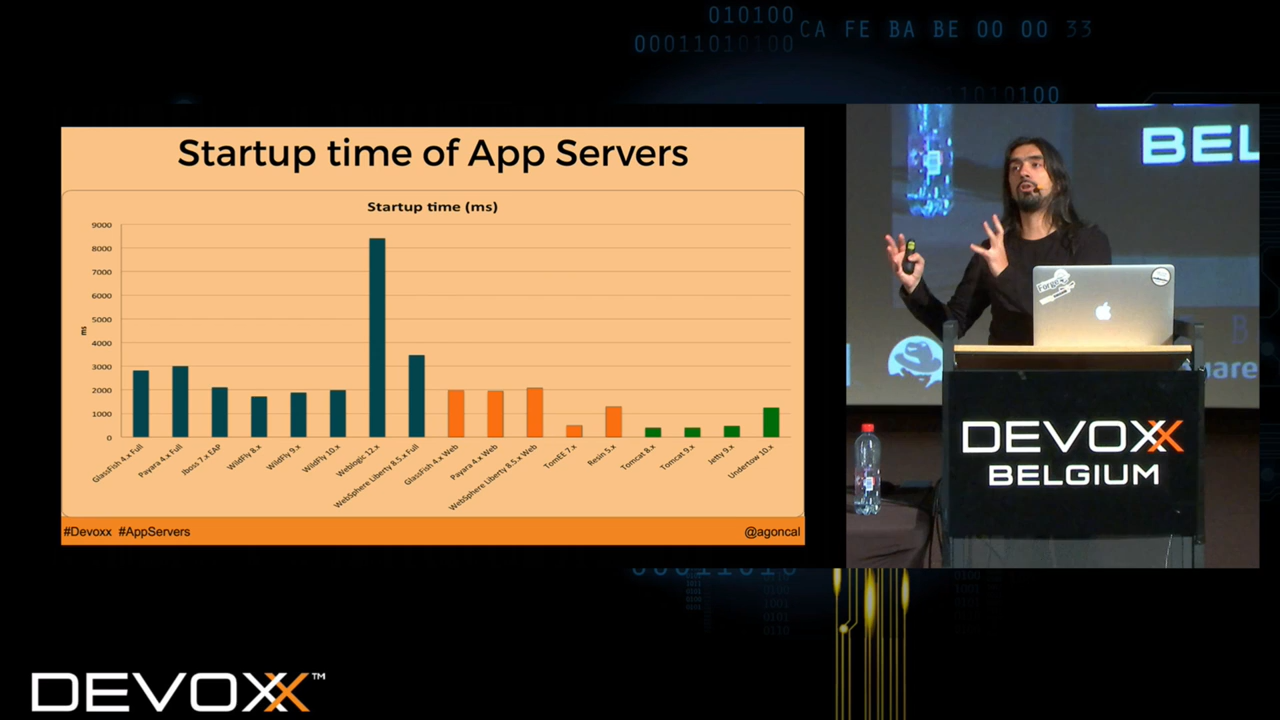 010100
00011010100
CA FE BA BE 00 00 33
11010100
Startup time of App Servers
Startup time (ms)
9000
8000
7000
6000
5000
4000
3000
2000
1000
0
ms
GlassFish 4.x Full
Payara 4.x Full
Jboss 7.x EAP
WildFly 8.x
WildFly 9.x
WildFly 10.x
Weblogic 12.x
WebSphere Liberty 8.5.x Full
GlassFish 4.x Web
Payara 4.x Web
WebSphere Liberty 8.5.x Web
TomEE 7.x
Resin 5.x
Tomcat 8.x
Tomcat 9.x
Jetty 9.x
Undertow 10.x
#Devoxx #AppServers
@agoncal
BEL
DEVOXX
BELGIUM
DEVOXX™